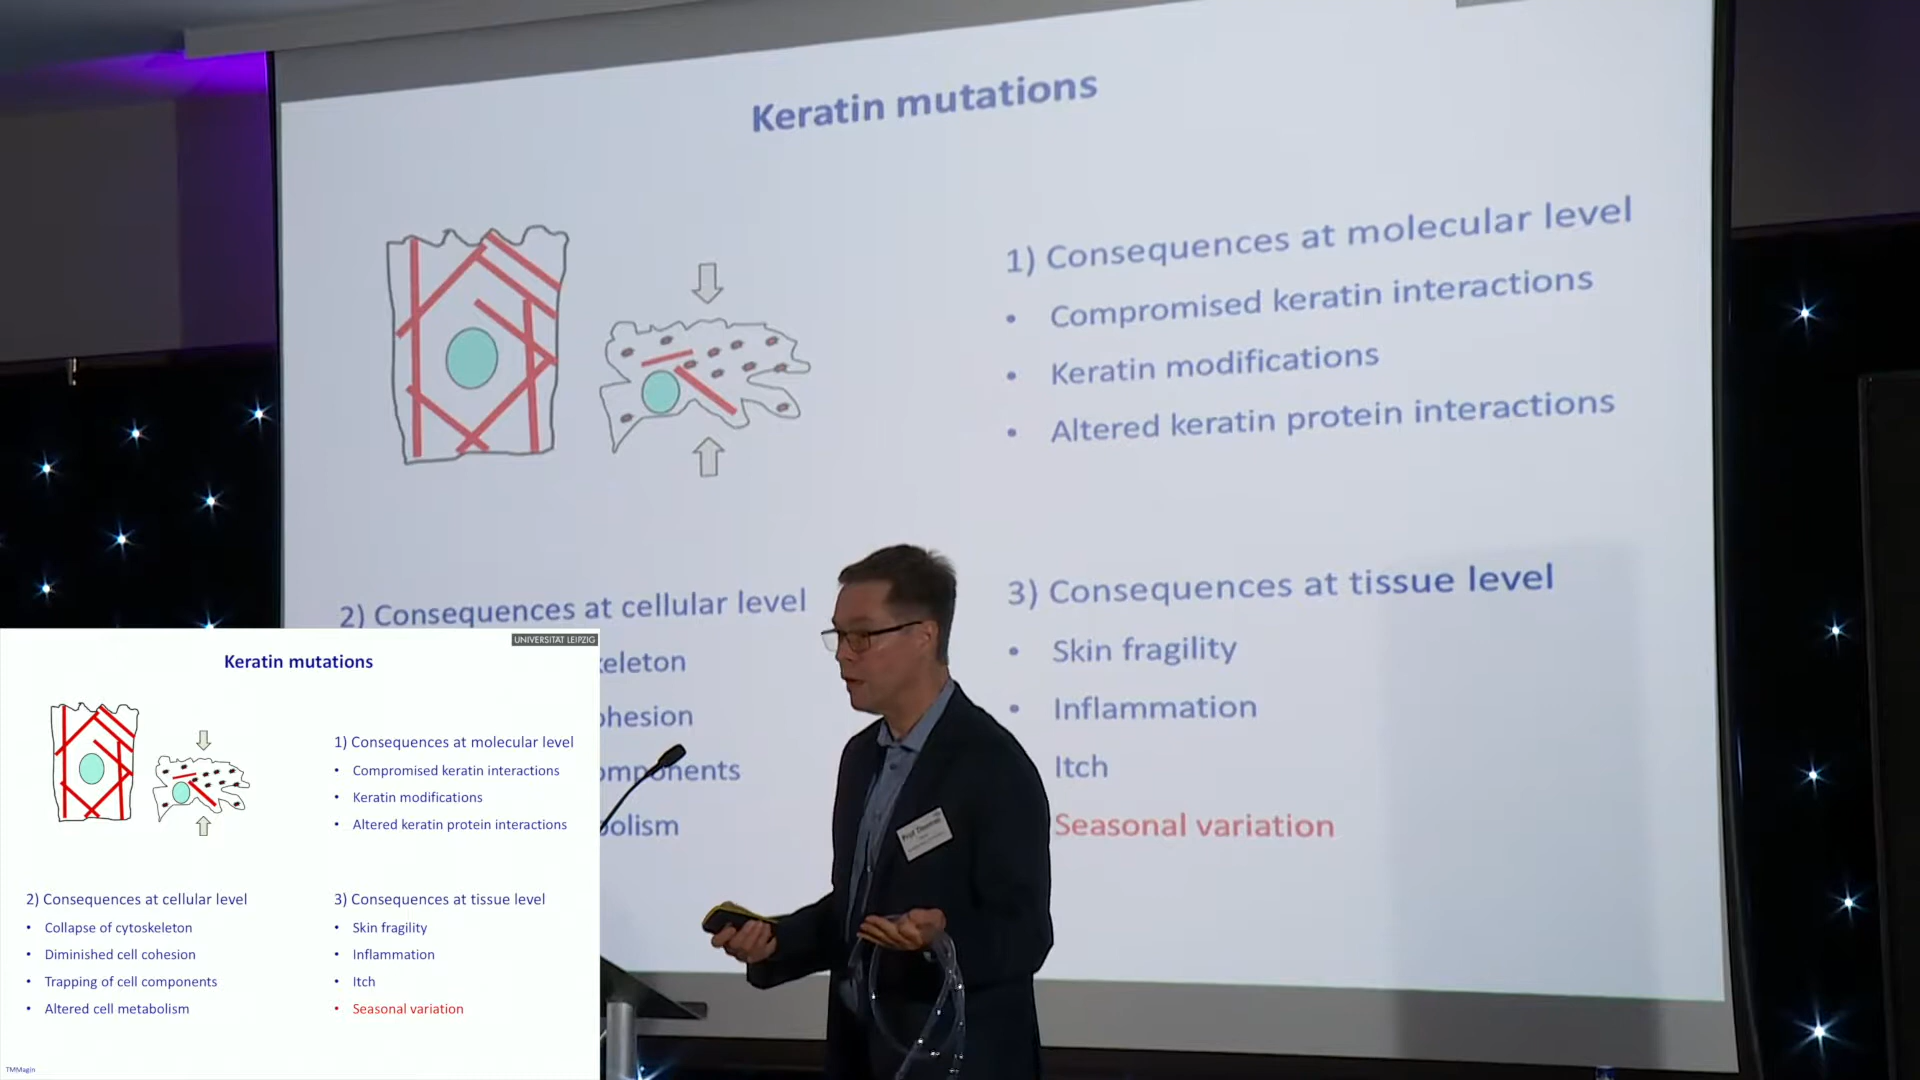 Keratin mutations
1) Consequences at molecular level
• Compromised keratin interactions
• Keratin modifications
• Altered keratin protein interactions
2) Consequences at cellular level
eleton
hesion
omponents
bolism
3) Consequences at tissue level
• Skin fragility
• Inflammation
Itch
Seasonal variation
UNIVERSITAT LEIPZIG
Keratin mutations
1) Consequences at molecular level
• Compromised keratin interactions
• Keratin modifications
• Altered keratin protein interactions
2) Consequences at cellular level
• Collapse of cytoskeleton
• Diminished cell cohesion
• Trapping of cell components
• Altered cell metabolism
3) Consequences at tissue level
• Skin fragility
• Inflammation
• Itch
• Seasonal variation
TMMagin
Prof Thomas